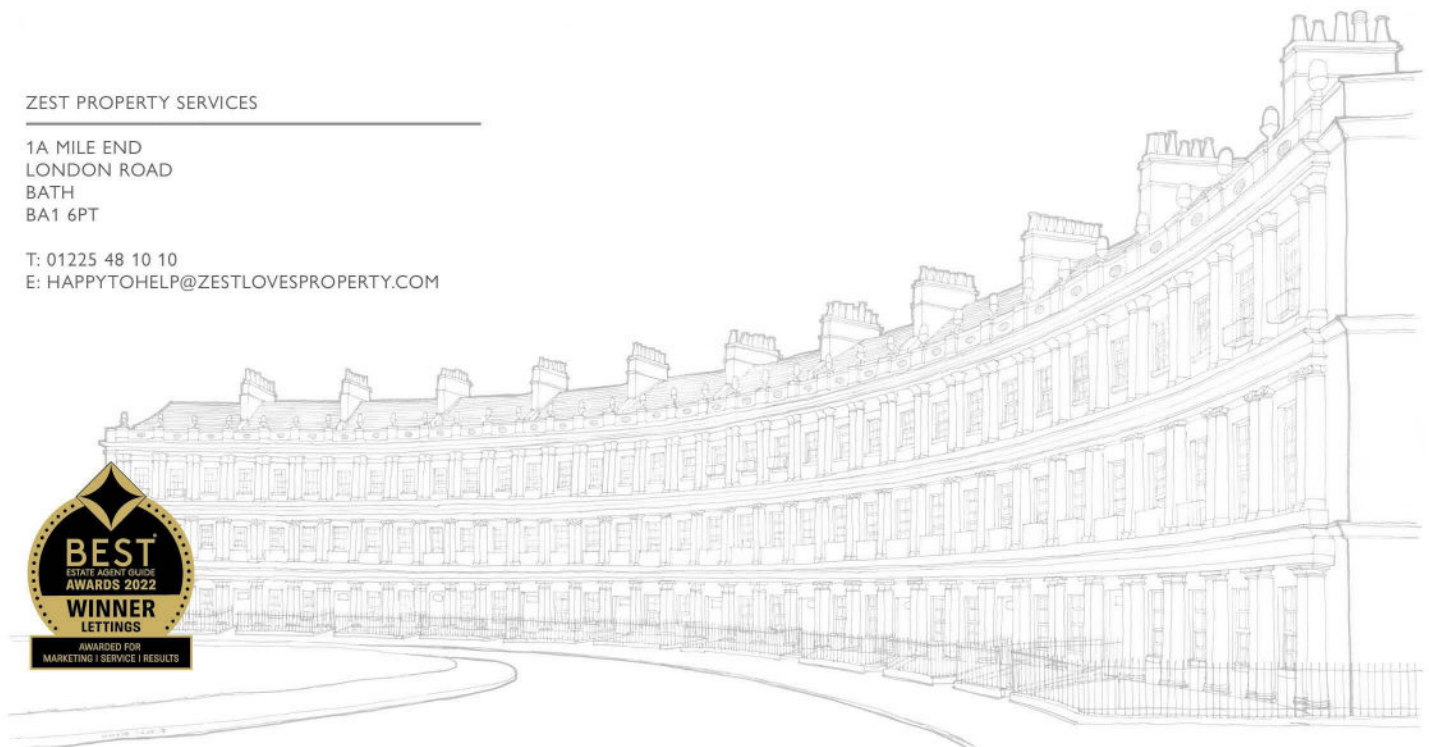 ZEST PROPERTY SERVICES
1A MILE END
LONDON ROAD
BATH
BA1 6PT
T: 01225 48 10 10
E: HAPPYTOHELP@ZESTLOVESPROPERTY.COM
BEST
ESTATE AGENT GUIDE
AWARDS 2022
WINNER
LETTINGS
AWARDED FOR
MARKETING | SERVICE | RESULTS